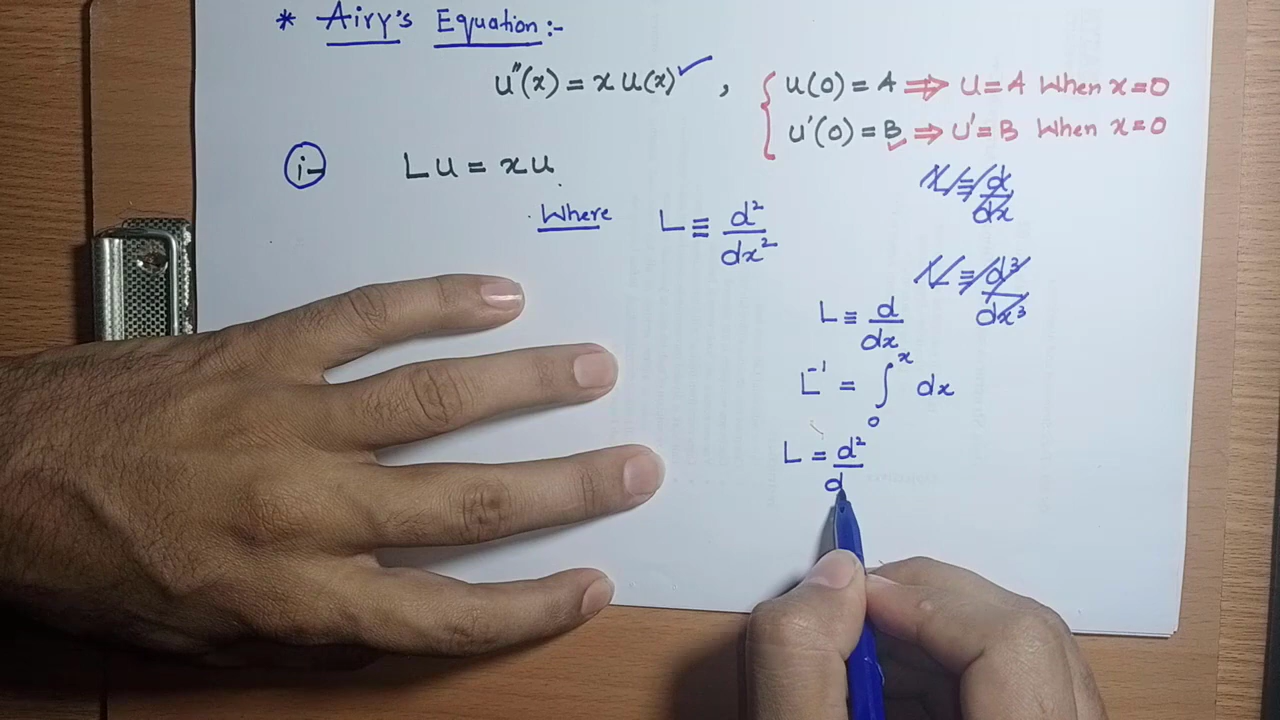 * Airy's Equation:-
u''(x) = x u(x) ✓ , { u(0) = A ⇒ u = A When x = 0
u'(0) = B ⇒ u' = B When x = 0
i- Lu = xu
Where L ≡ d²/dx²
L ≡ d/dx
L ≡ d³/dx³
L ≡ d/dx
L⁻¹ = ∫₀ˣ dx
L = d²/d